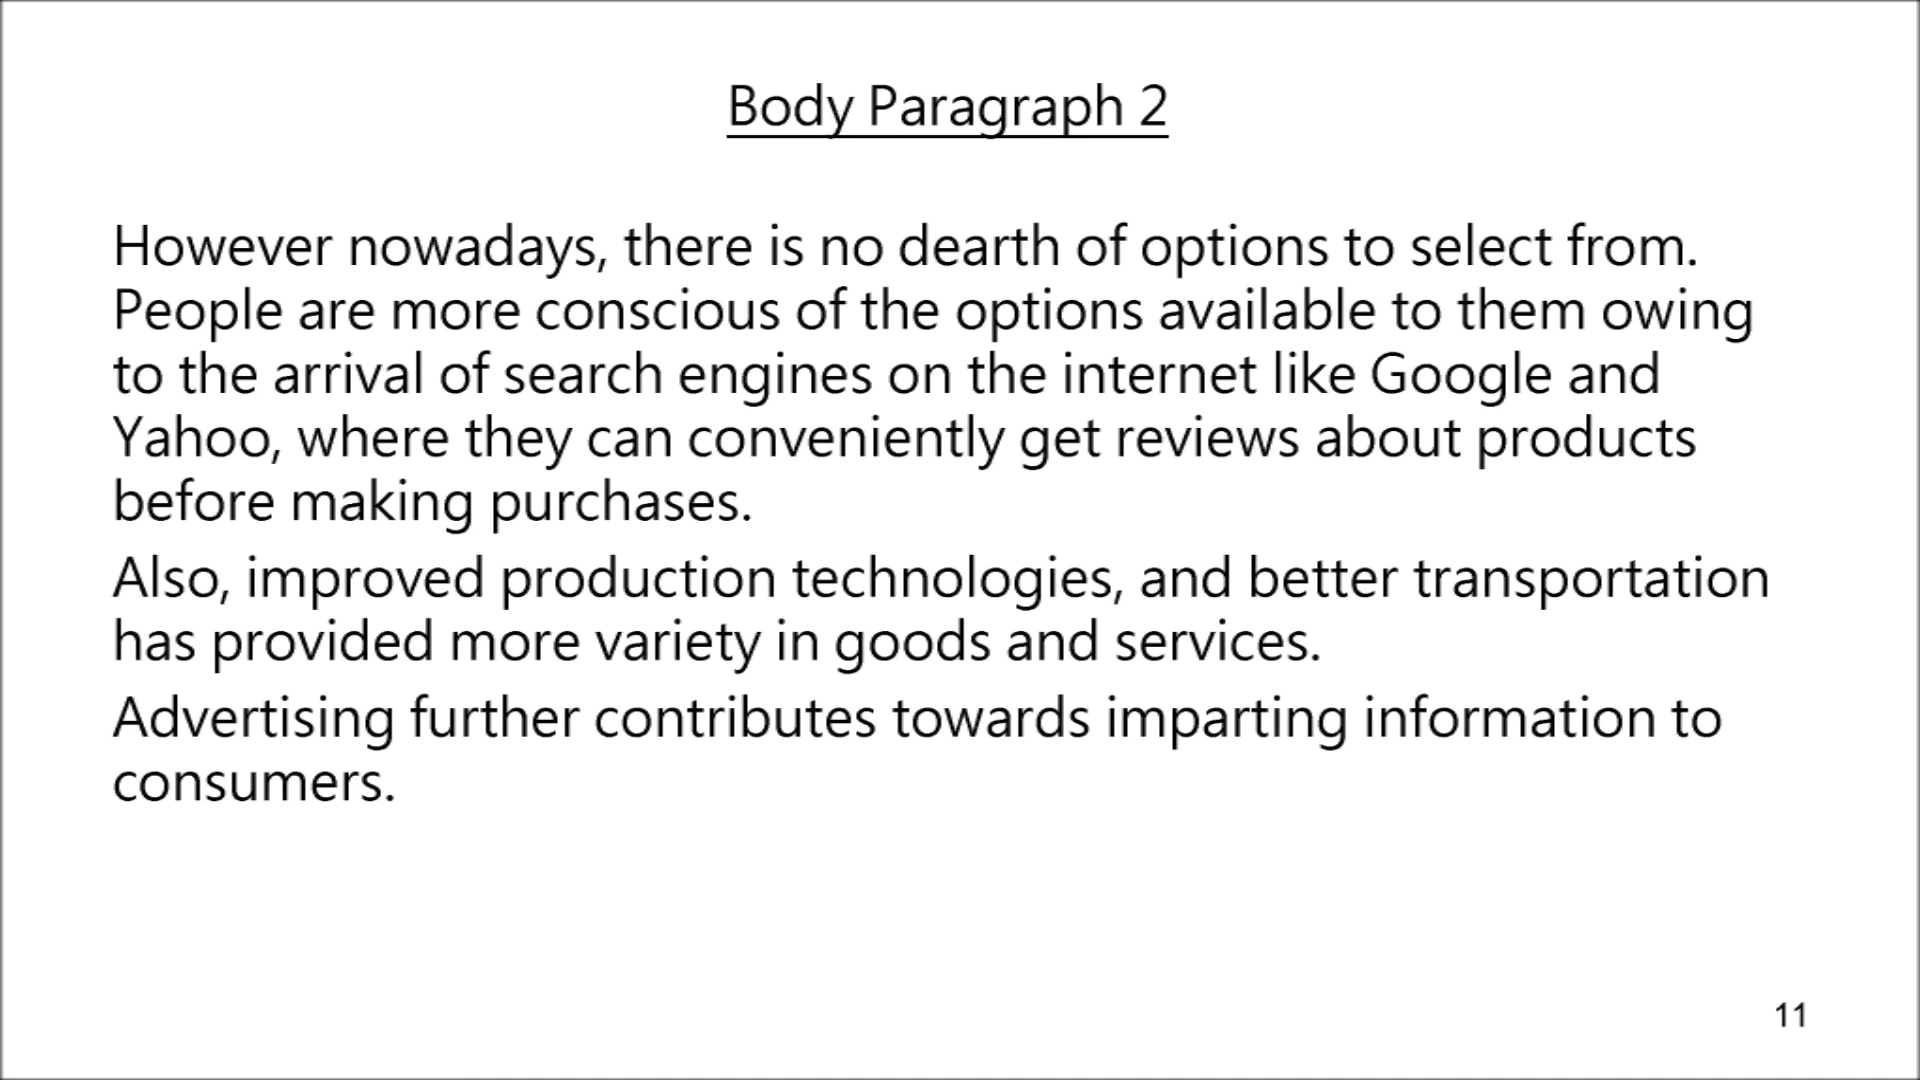 Body Paragraph 2
However nowadays, there is no dearth of options to select from.
People are more conscious of the options available to them owing
to the arrival of search engines on the internet like Google and
Yahoo, where they can conveniently get reviews about products
before making purchases.
Also, improved production technologies, and better transportation
has provided more variety in goods and services.
Advertising further contributes towards imparting information to
consumers.
11